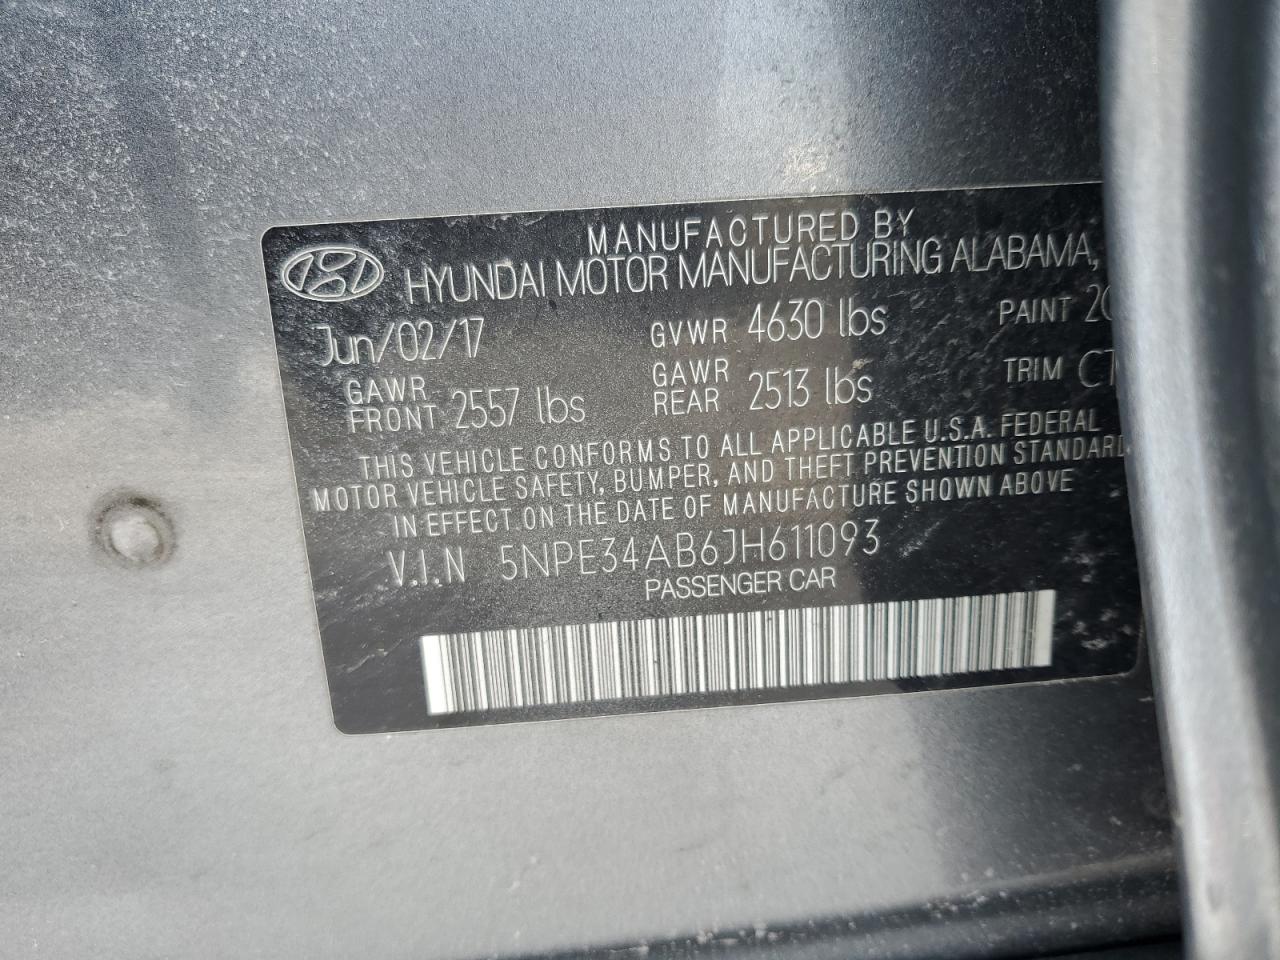 MANUFACTURED BY
HYUNDAI MOTOR MANUFACTURING ALABAMA,
Jun/02/17 GVWR 4630 lbs PAINT
GAWR FRONT 2557 lbs GAWR REAR 2513 lbs TRIM
THIS VEHICLE CONFORMS TO ALL APPLICABLE U.S.A. FEDERAL
MOTOR VEHICLE SAFETY, BUMPER, AND THEFT PREVENTION STANDARD
IN EFFECT ON THE DATE OF MANUFACTURE SHOWN ABOVE
V.I.N 5NPE34AB6JH611093
PASSENGER CAR